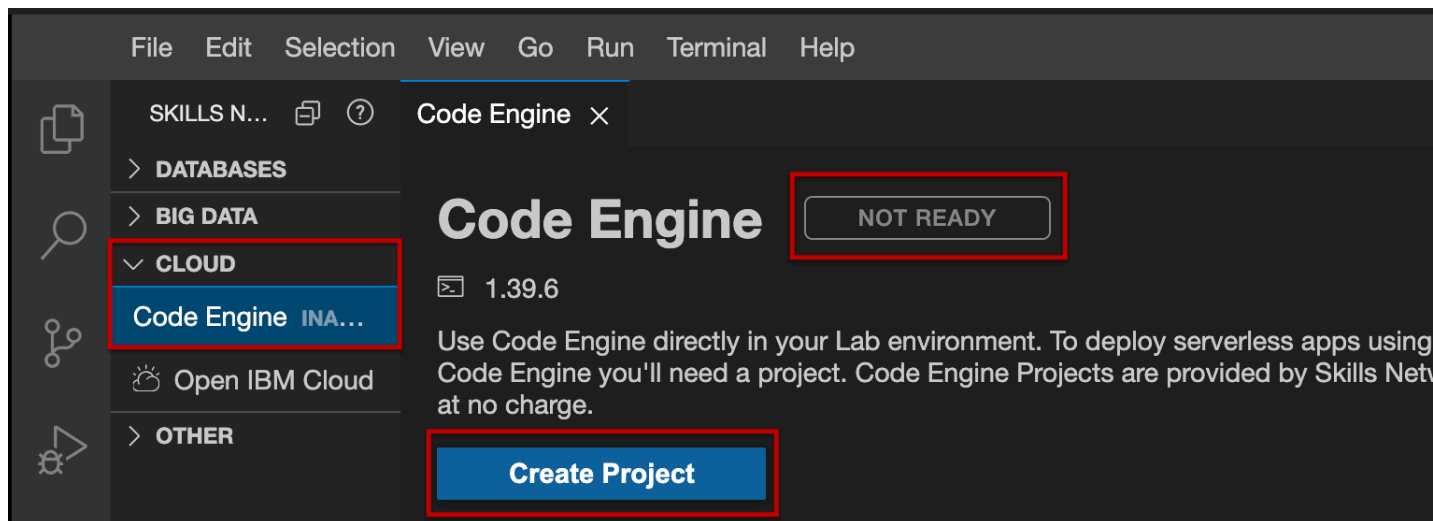 File Edit Selection View Go Run Terminal Help
SKILLS N...
Code Engine
DATABASES
BIG DATA
CLOUD
Code Engine INA...
Open IBM Cloud
OTHER
Code Engine
NOT READY
1.39.6
Use Code Engine directly in your Lab environment. To deploy serverless apps using
Code Engine you'll need a project. Code Engine Projects are provided by Skills Netw
at no charge.
Create Project